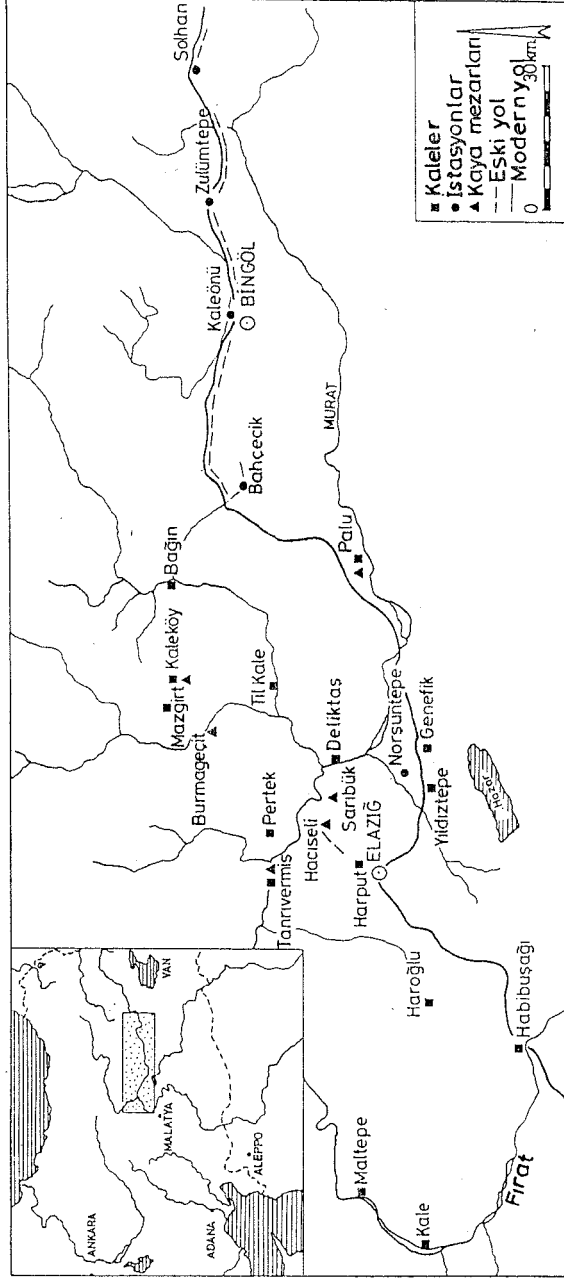 ANKARA
VAN
MALATYA
ADANA
ALEPPO
Solhan
Zulümtepe
Kaleönü
BİNGÖL
Bahçecik
MURAT
Bağın
Kaleköy
Mazgirt
Burmageçit
Til Kale
Palu
Pertek
Deliktaş
Norşuntepe
Genefik
Sarıbük
Hacıseli
Tanrıvermiş
Harput
ELAZIĞ
Yıldıztepe
Hazar
Haroğlu
Habibuşağı
Maltepe
Kale
Fırat
Kaleler
İstasyonlar
Kaya mezarları
Eski yol
Modern yol
0 30 km.